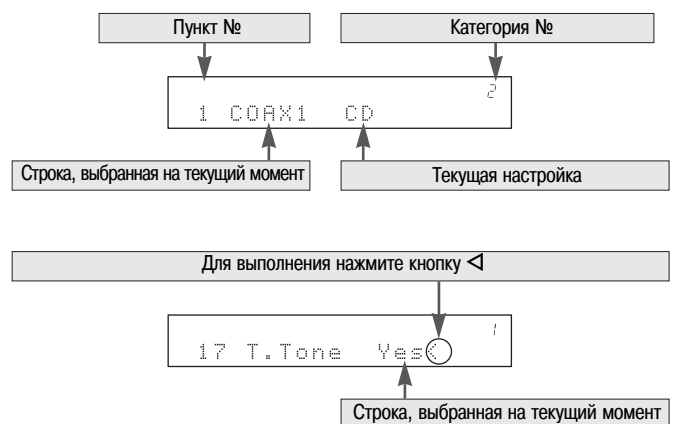 Пункт №
Категория №
2
1 COAX1 CD
Строка, выбранная на текущий момент
Текущая настройка
Для выполнения нажмите кнопку ◁
1
17 T.Tone Yes<
Строка, выбранная на текущий момент